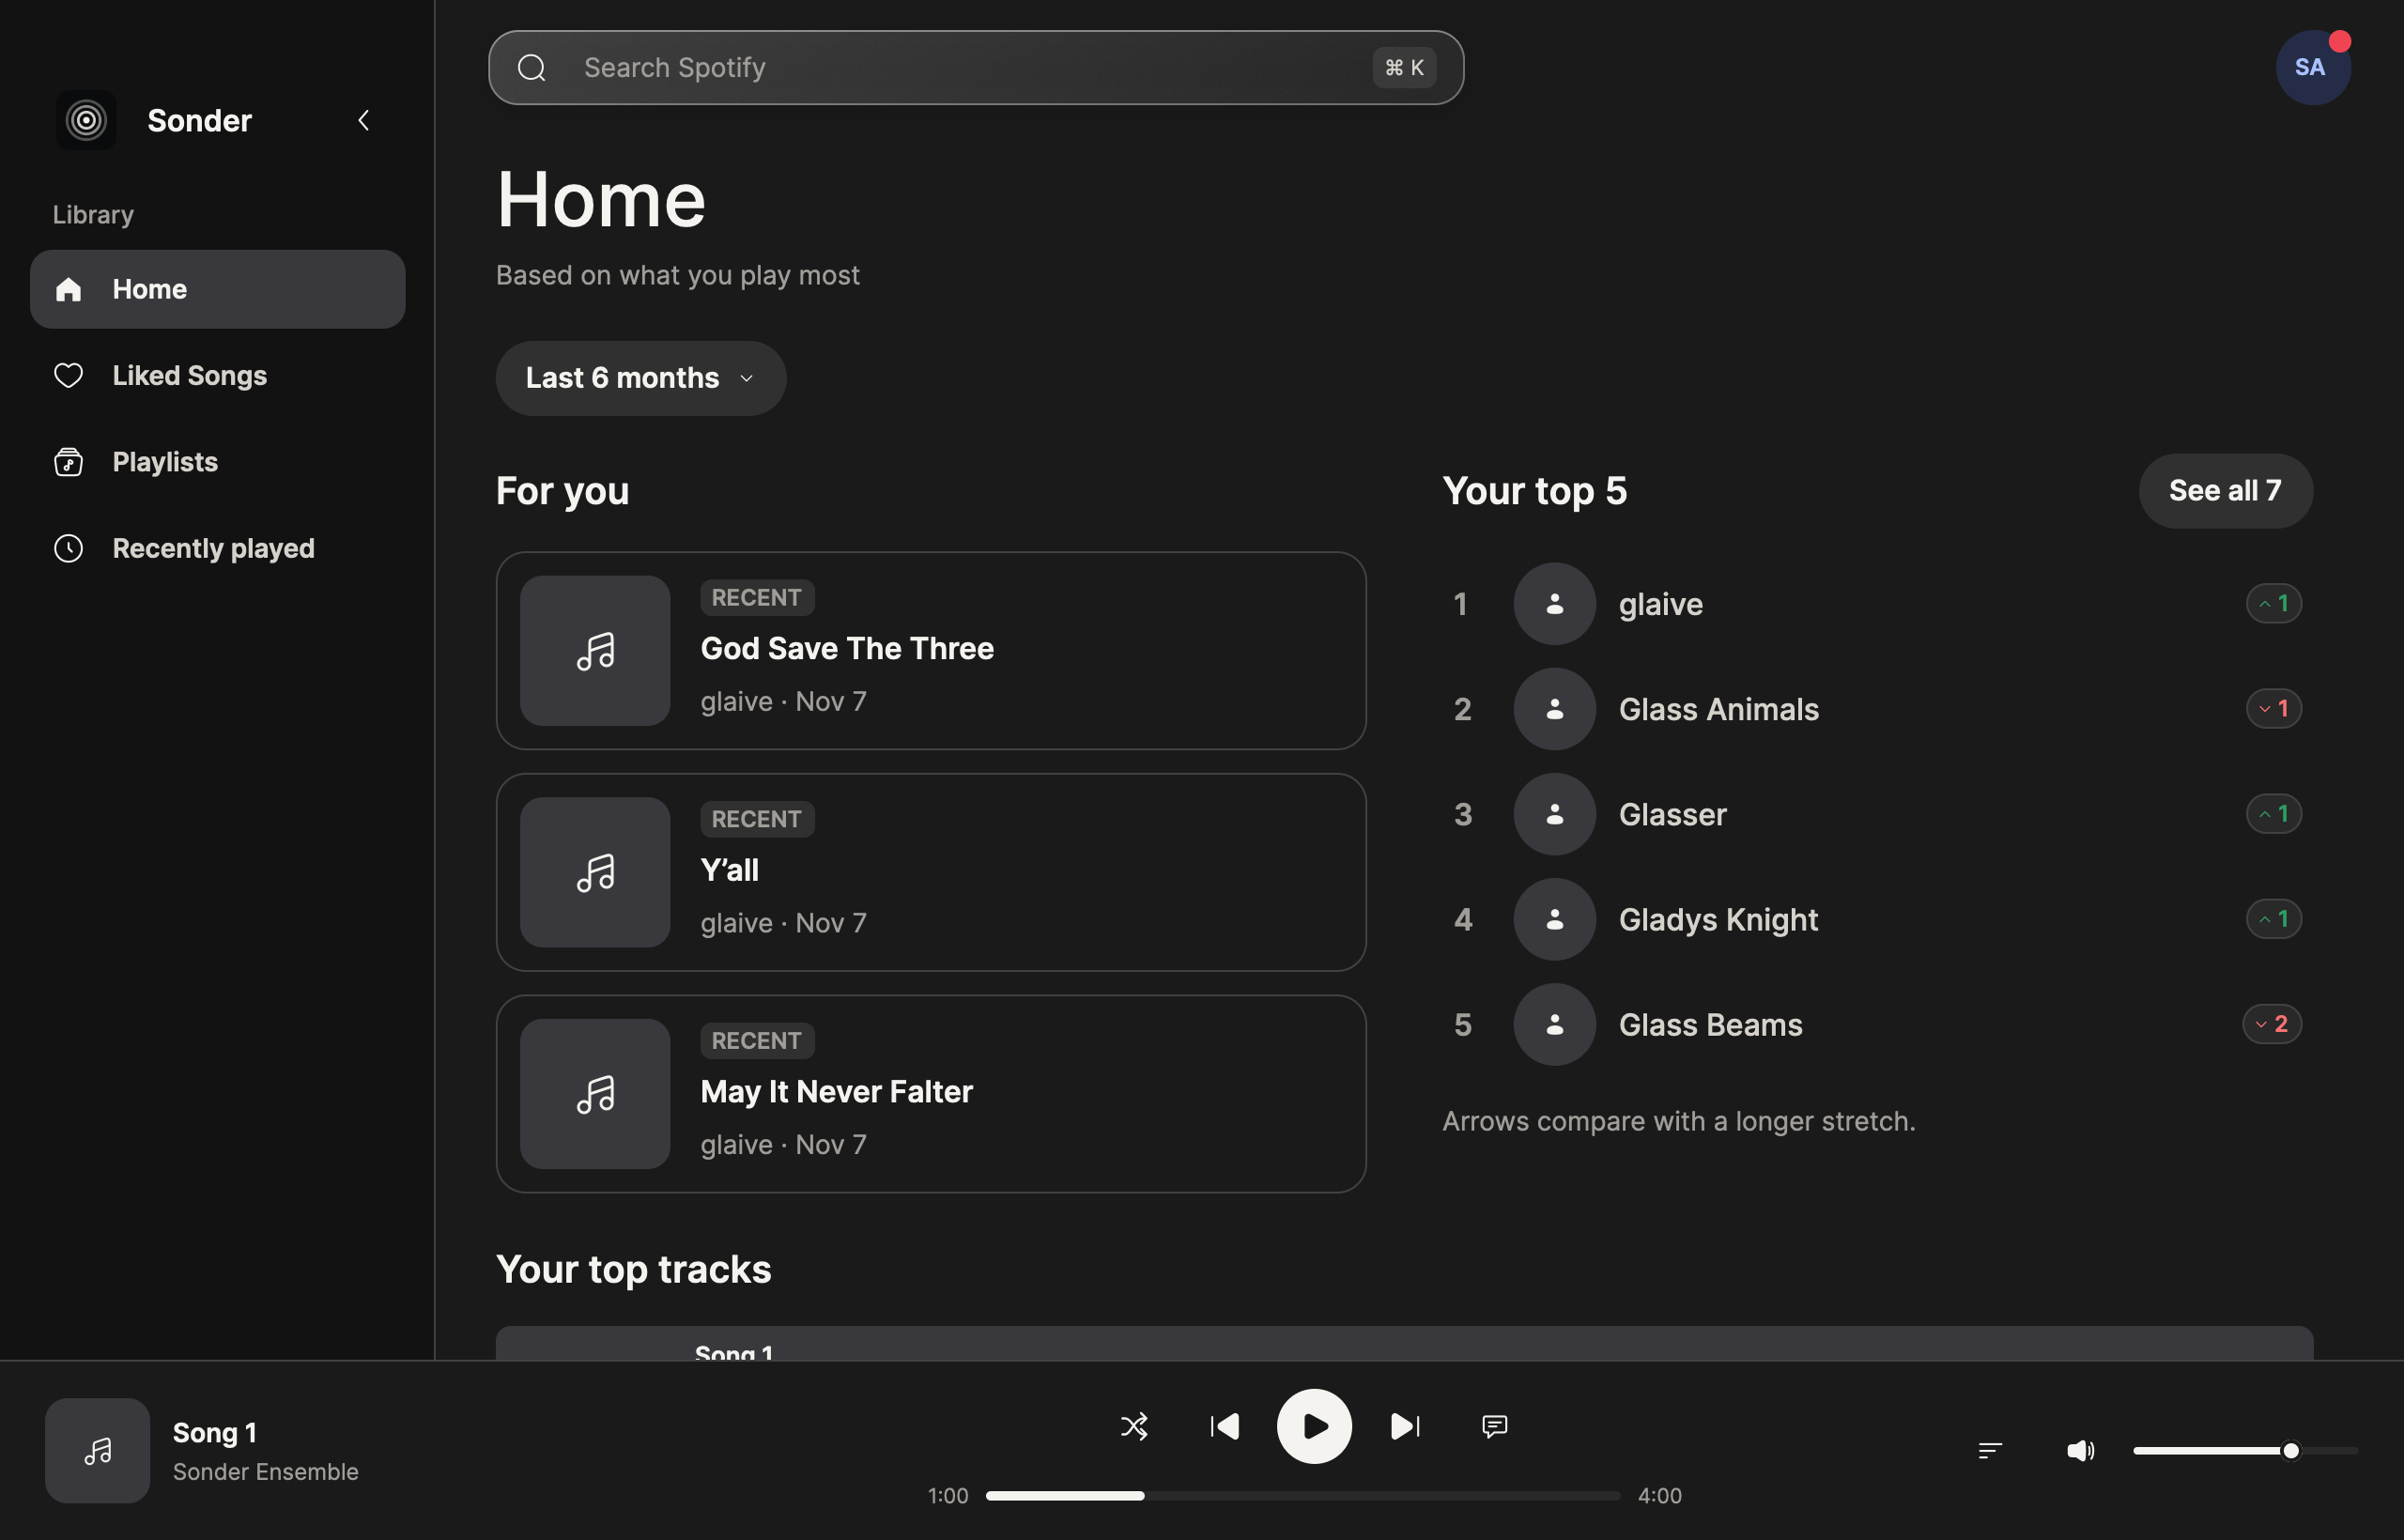 Sonder
Library
Home
Liked Songs
Playlists
Recently played
Search Spotify
⌘ K
SA
Home
Based on what you play most
Last 6 months
For you
RECENT
God Save The Three
glaive · Nov 7
RECENT
Y’all
glaive · Nov 7
RECENT
May It Never Falter
glaive · Nov 7
Your top 5
See all 7
1 glaive 1
2 Glass Animals 1
3 Glasser 1
4 Gladys Knight 1
5 Glass Beams 2
Arrows compare with a longer stretch.
Your top tracks
Song 1
Song 1
Sonder Ensemble
1:00
4:00